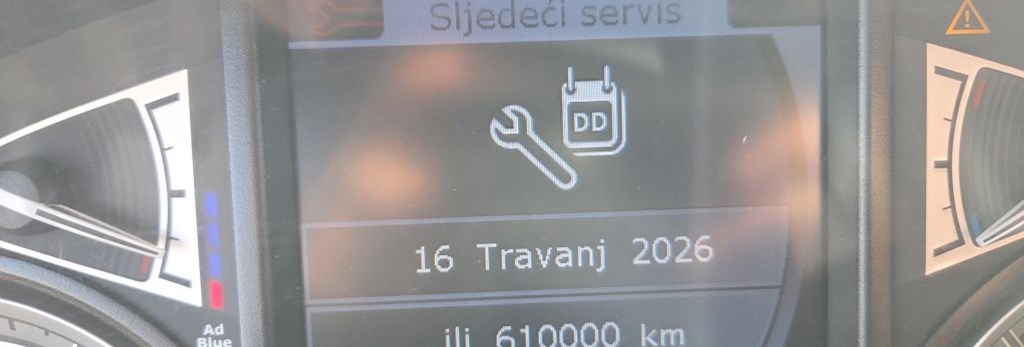 Sljedeći servis
DD
16 Travanj 2026
ili 610000 km
Ad
Blue